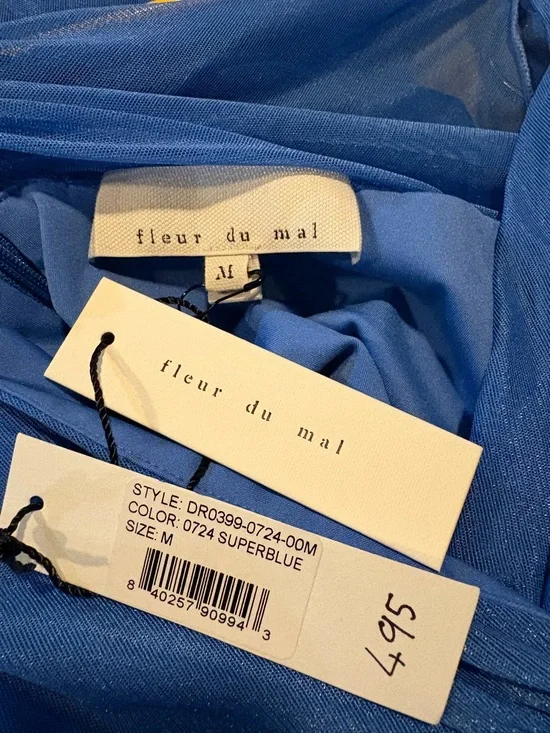 fleur du mal
M
fleur du mal
STYLE: DR0399-0724-00M
COLOR: 0724 SUPERBLUE
SIZE: M
8 40257 90994 3
495